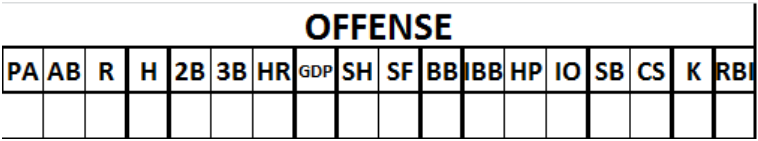 OFFENSE
PA AB R H 2B 3B HR GDP SH SF BB IBB HP IO SB CS K RBI